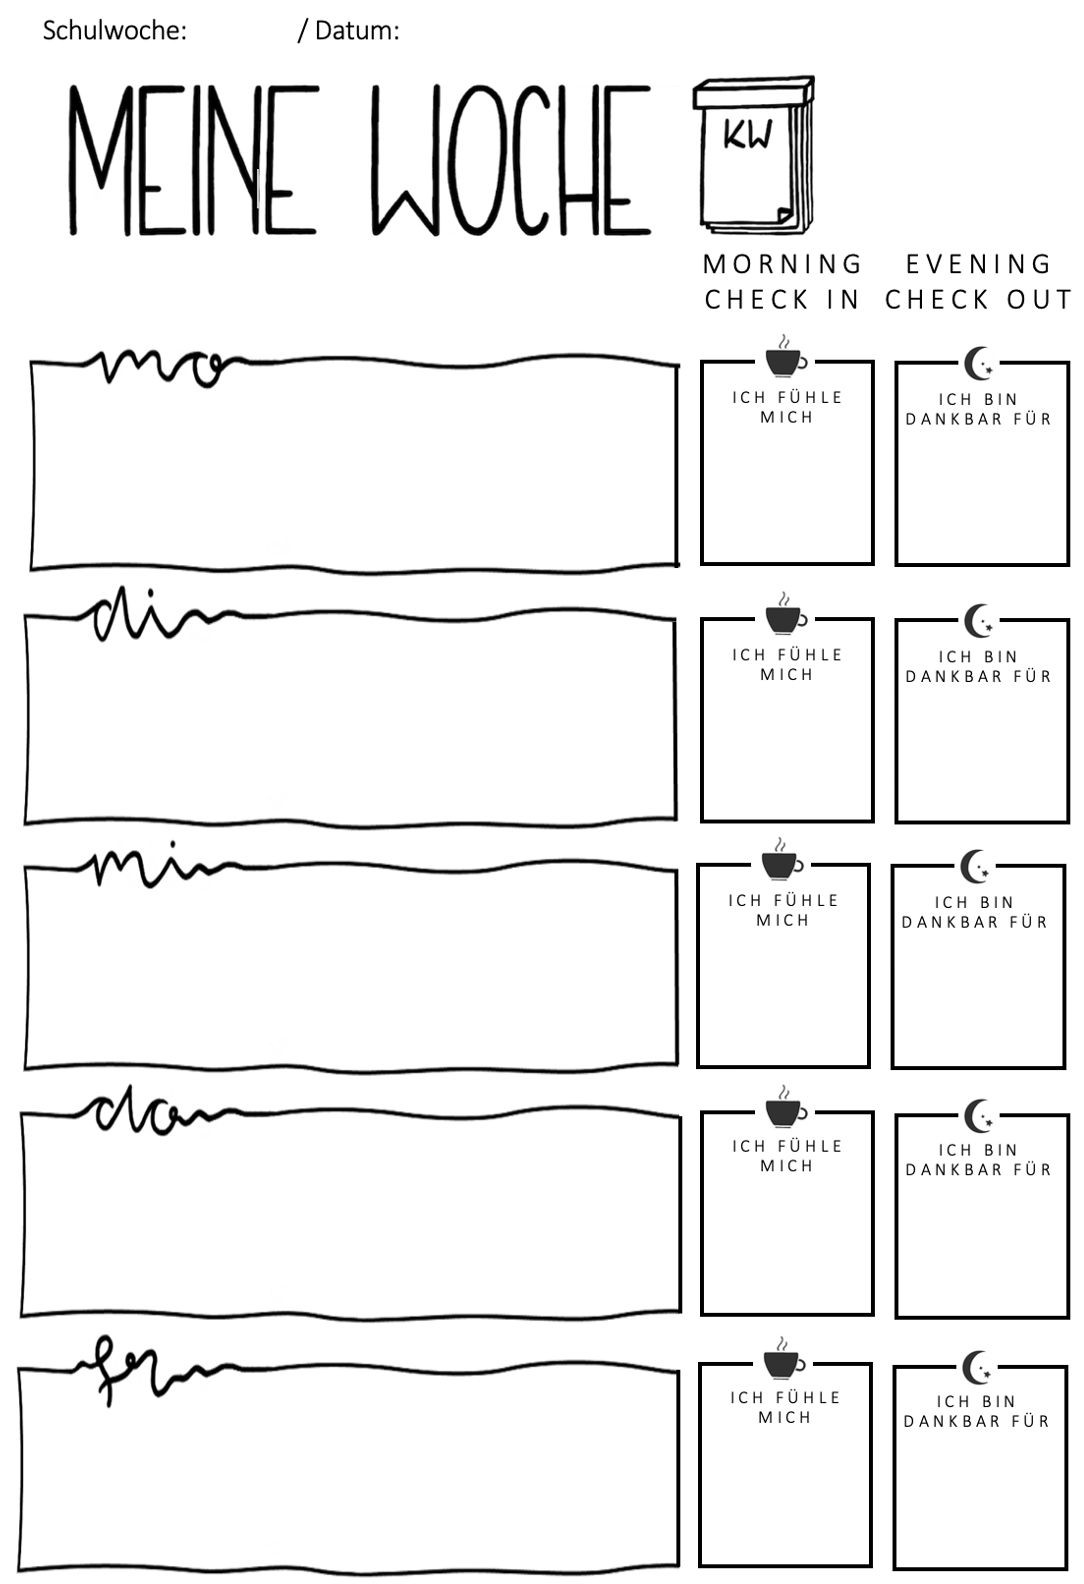 Schulwoche: / Datum:
MEINE WOCHE
KW
MORNING EVENING
CHECK IN CHECK OUT
mo
ICH FÜHLE
MICH
ICH BIN
DANKBAR FÜR
di
ICH FÜHLE
MICH
ICH BIN
DANKBAR FÜR
mi
ICH FÜHLE
MICH
ICH BIN
DANKBAR FÜR
do
ICH FÜHLE
MICH
ICH BIN
DANKBAR FÜR
fr
ICH FÜHLE
MICH
ICH BIN
DANKBAR FÜR